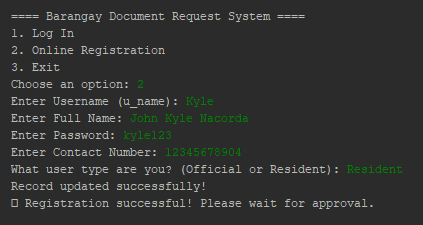 ==== Barangay Document Request System ====
1. Log In
2. Online Registration
3. Exit
Choose an option: 2
Enter Username (u_name): Kyle
Enter Full Name: John Kyle Nacorda
Enter Password: kyle123
Enter Contact Number: 12345678904
What user type are you? (Official or Resident): Resident
Record updated successfully!
▯ Registration successful! Please wait for approval.